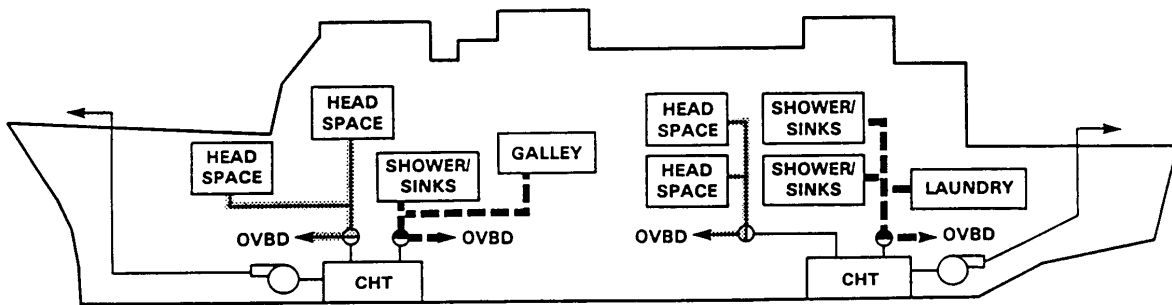 HEAD
SPACE
HEAD
SPACE
SHOWER/
SINKS
GALLEY
OVBD
OVBD
CHT
HEAD
SPACE
SHOWER/
SINKS
HEAD
SPACE
SHOWER/
SINKS
LAUNDRY
OVBD
OVBD
CHT